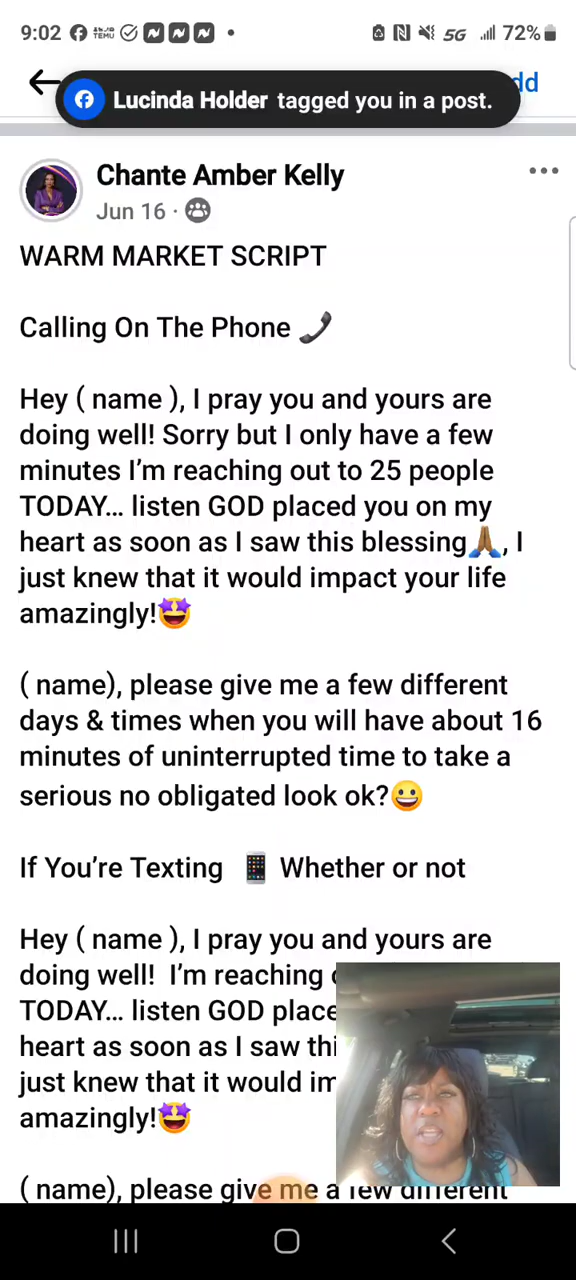 9:02 TEMU 5G 72%
Lucinda Holder tagged you in a post.
dd
Chante Amber Kelly
Jun 16 ·
WARM MARKET SCRIPT
Calling On The Phone 📞
Hey ( name ), I pray you and yours are
doing well! Sorry but I only have a few
minutes I’m reaching out to 25 people
TODAY... listen GOD placed you on my
heart as soon as I saw this blessing🙏🏾, I
just knew that it would impact your life
amazingly!🤩
( name), please give me a few different
days & times when you will have about 16
minutes of uninterrupted time to take a
serious no obligated look ok?😀
If You’re Texting 📱 Whether or not
Hey ( name ), I pray you and yours are
doing well! I’m reaching
TODAY... listen GOD place
heart as soon as I saw thi
just knew that it would im
amazingly!🤩
( name), please give me a few different